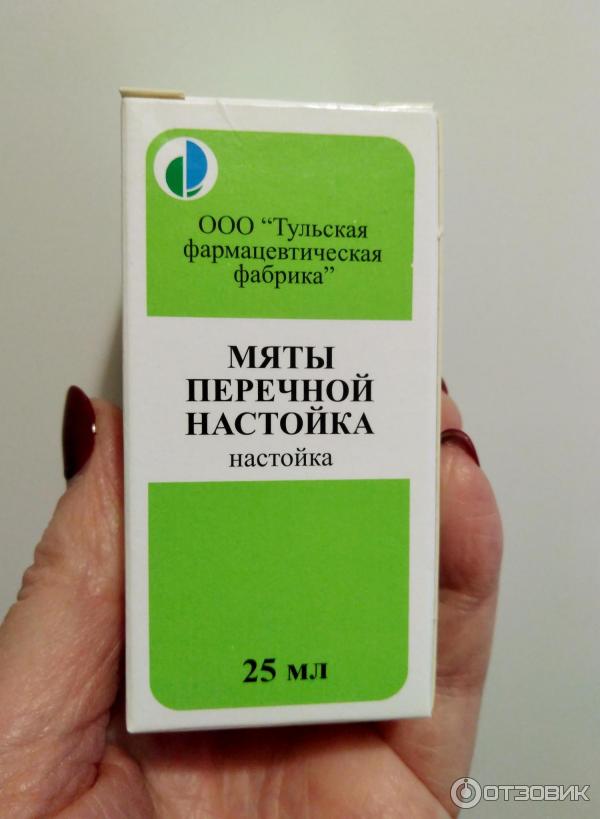 ООО “Тульская
фармацевтическая
фабрика”
МЯТЫ
ПЕРЕЧНОЙ
НАСТОЙКА
настойка
25 мл
ОТЗОВИК